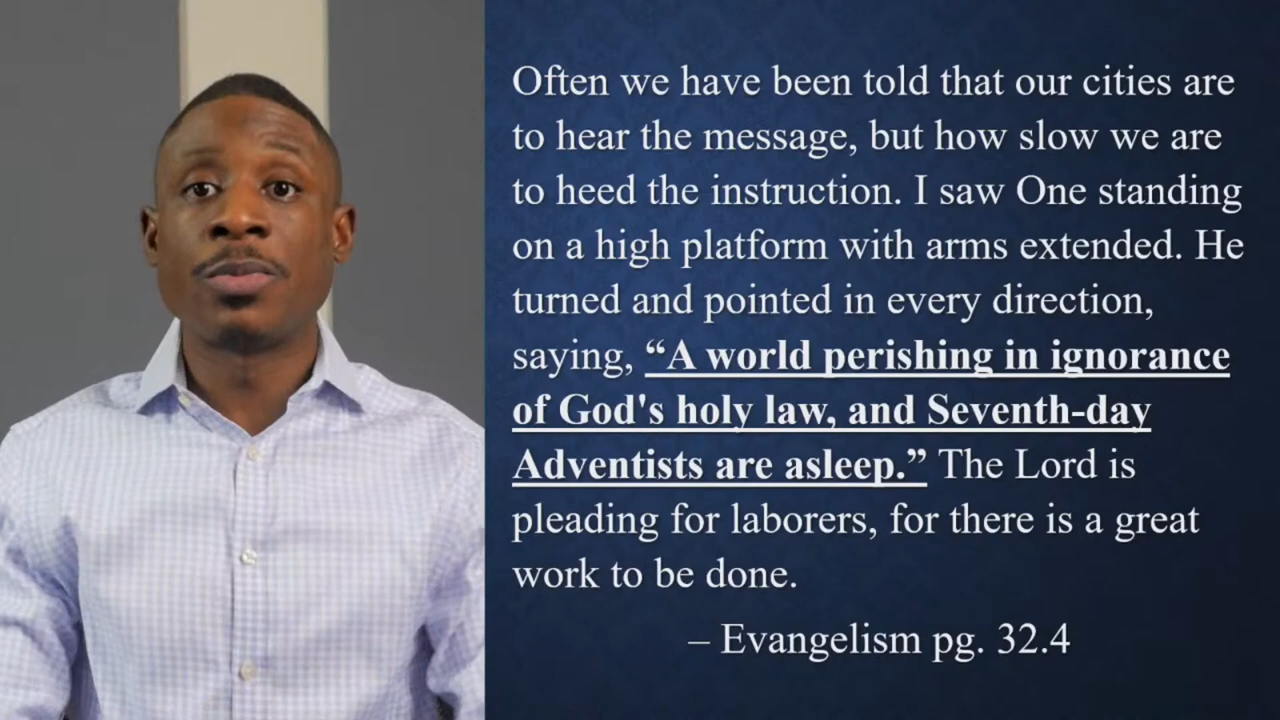 Often we have been told that our cities are
to hear the message, but how slow we are
to heed the instruction. I saw One standing
on a high platform with arms extended. He
turned and pointed in every direction,
saying, “A world perishing in ignorance
of God's holy law, and Seventh-day
Adventists are asleep.” The Lord is
pleading for laborers, for there is a great
work to be done.
– Evangelism pg. 32.4